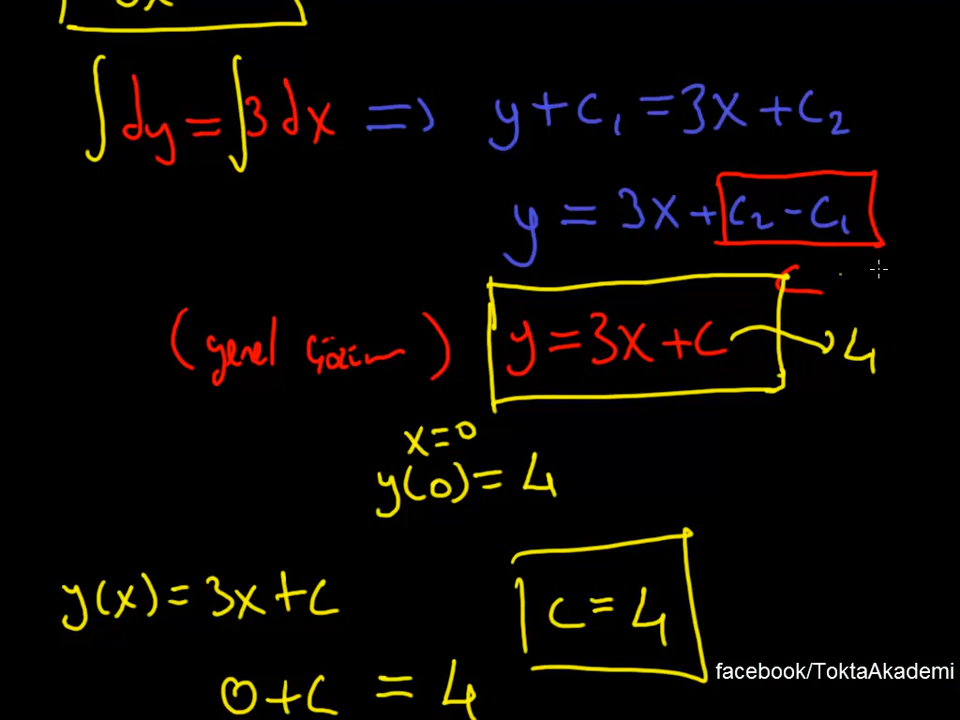 ∫dy = ∫3dx ⇒ y + c₁ = 3x + c₂
y = 3x + c₂ - c₁
c
(genel çözüm) y = 3x + c → 4
x = 0
y(0) = 4
y(x) = 3x + c
c = 4
0 + c = 4
facebook/ToktaAkademi